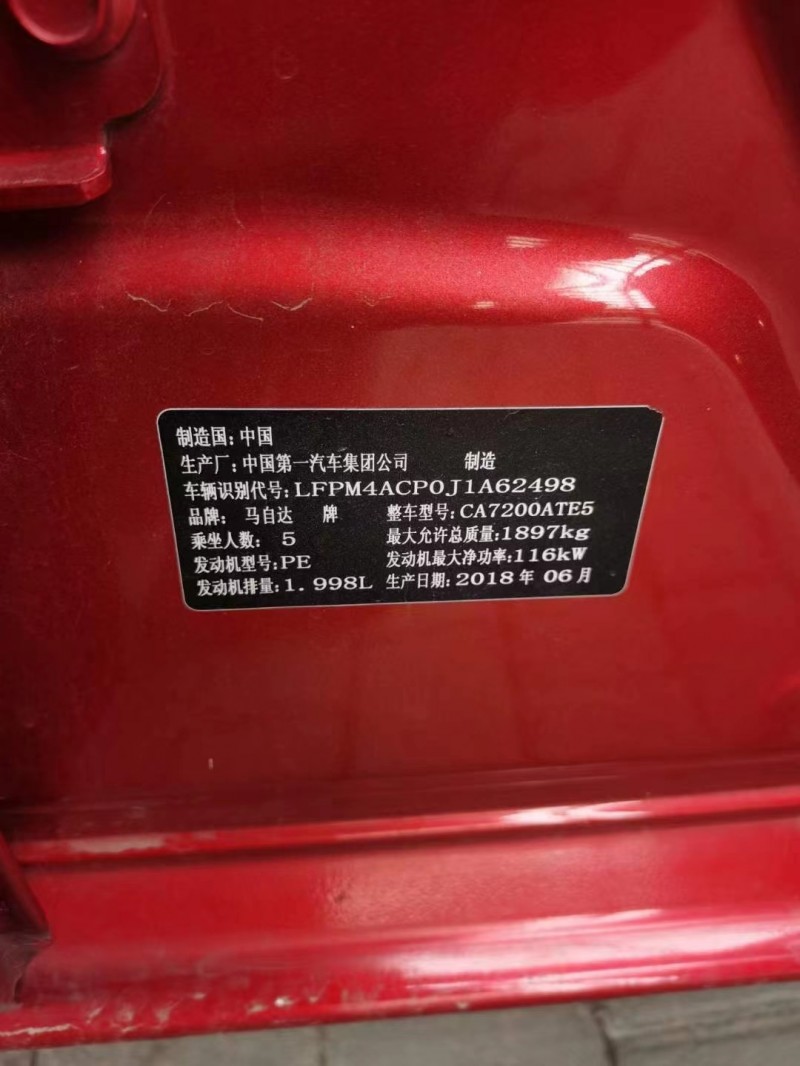 制造国:中国
生产厂:中国第一汽车集团公司 制造
车辆识别代号:LFPM4ACP0J1A62498
品牌: 马自达 牌 整车型号:CA7200ATE5
乘坐人数: 5 最大允许总质量:1897kg
发动机型号:PE 发动机最大净功率:116kW
发动机排量:1.998L 生产日期:2018年 06月